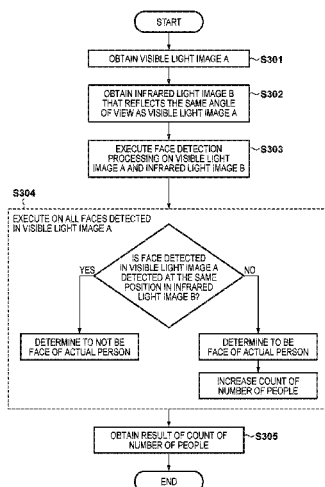 START
OBTAIN VISIBLE LIGHT IMAGE A
S301
OBTAIN INFRARED LIGHT IMAGE B
THAT REFLECTS THE SAME ANGLE
OF VIEW AS VISIBLE LIGHT IMAGE A
S302
EXECUTE FACE DETECTION
PROCESSING ON VISIBLE LIGHT
IMAGE A AND INFRARED LIGHT IMAGE B
S303
S304
EXECUTE ON ALL FACES DETECTED
IN VISIBLE LIGHT IMAGE A
IS FACE DETECTED
IN VISIBLE LIGHT IMAGE A
DETECTED AT THE SAME
POSITION IN INFRARED
LIGHT IMAGE B?
YES
NO
DETERMINE TO NOT BE
FACE OF ACTUAL PERSON
DETERMINE TO BE
FACE OF ACTUAL PERSON
INCREASE COUNT OF
NUMBER OF PEOPLE
OBTAIN RESULT OF COUNT OF
NUMBER OF PEOPLE
S305
END